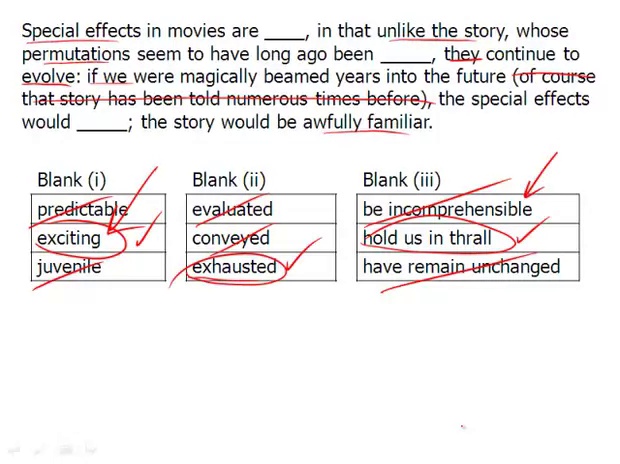 Special effects in movies are ____, in that unlike the story, whose
permutations seem to have long ago been _____, they continue to
evolve: if we were magically beamed years into the future (of course
that story has been told numerous times before), the special effects
would _____; the story would be awfully familiar.
Blank (i) Blank (ii) Blank (iii)
predictable evaluated be incomprehensible
exciting conveyed hold us in thrall
juvenile exhausted have remain unchanged